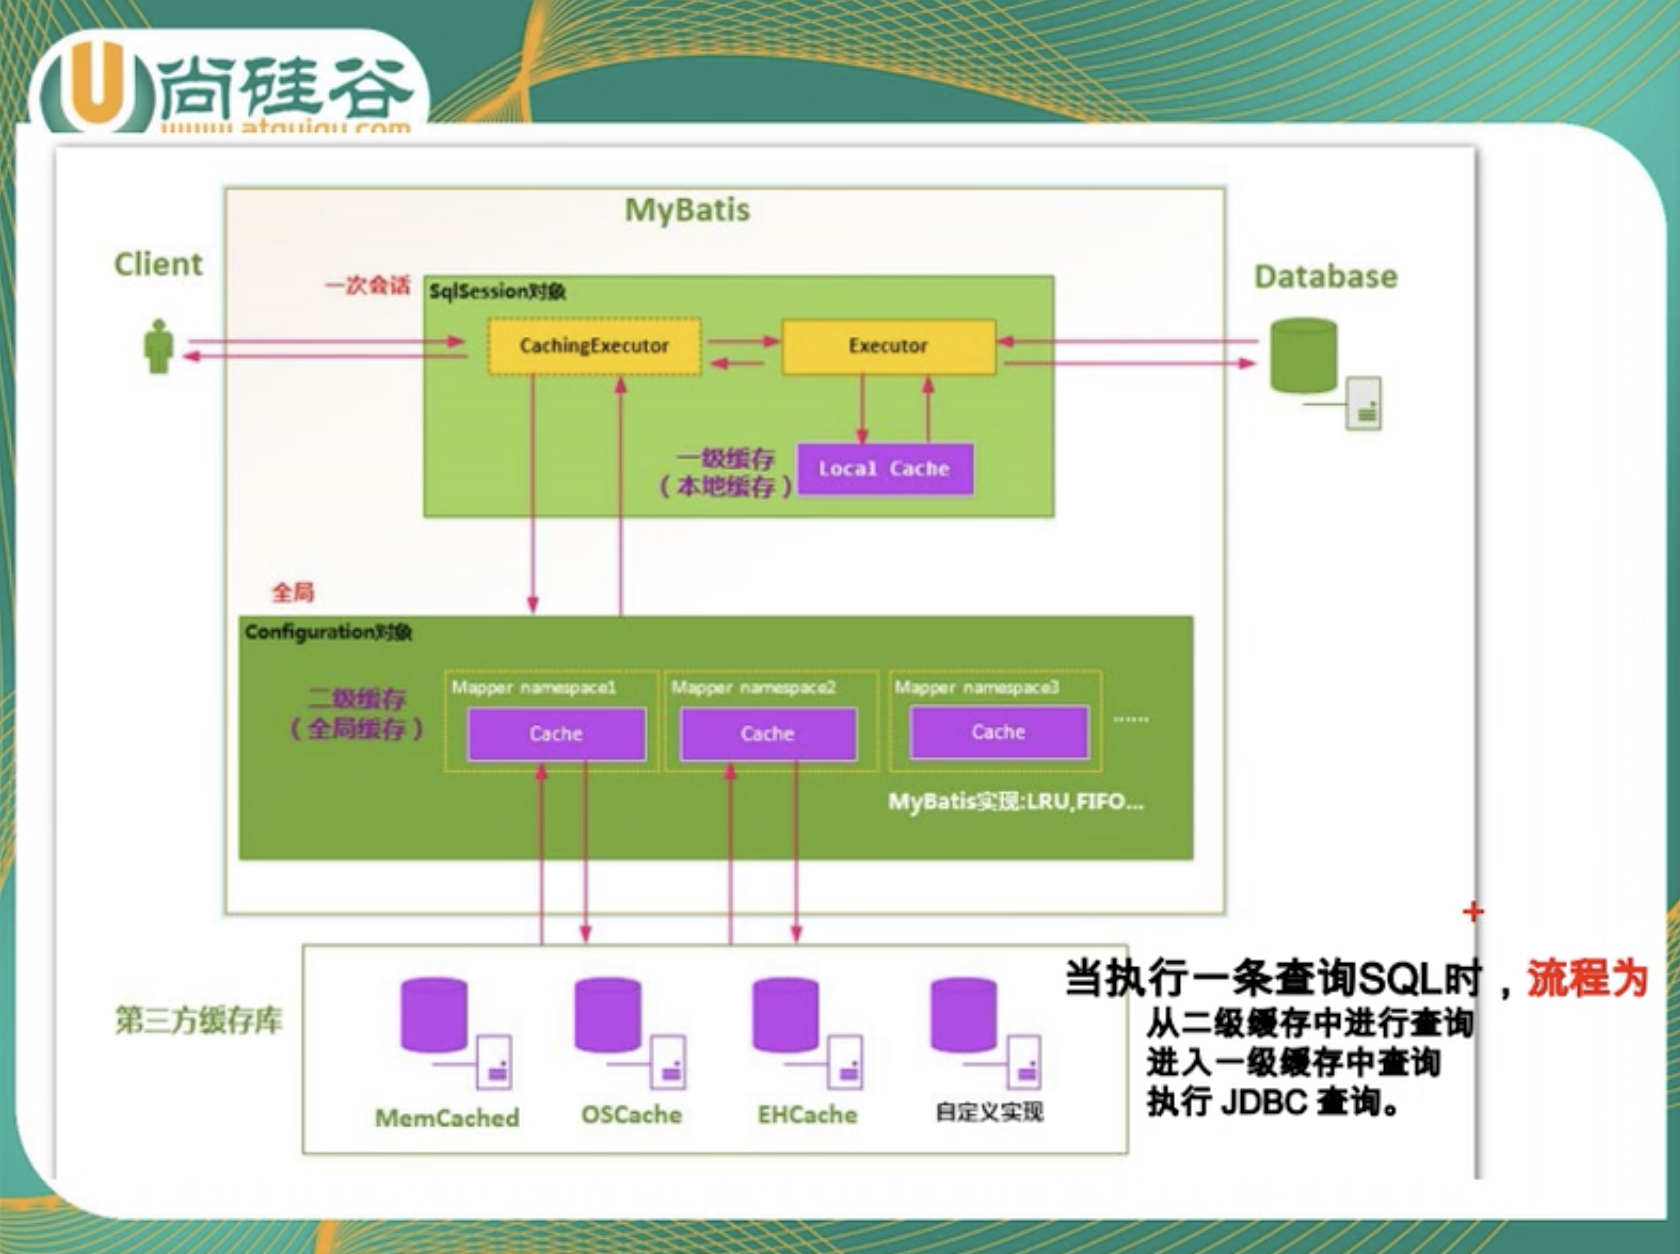 尚硅谷
www.atguigu.com
MyBatis
Client
Database
一次会话
SqlSession对象
CachingExecutor
Executor
一级缓存
（本地缓存）
Local Cache
全局
Configuration对象
二级缓存
（全局缓存）
Mapper namespace1
Mapper namespace2
Mapper namespace3
Cache
Cache
Cache
......
MyBatis实现:LRU,FIFO...
第三方缓存库
MemCached
OSCache
EHCache
自定义实现
当执行一条查询SQL时，流程为
从二级缓存中进行查询
进入一级缓存中查询
执行 JDBC 查询。